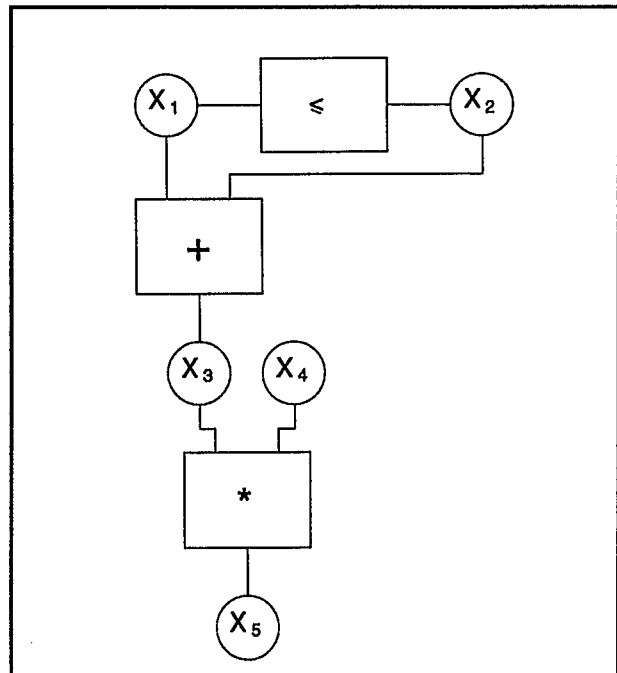 X₁ ≤ X₂
+
X₃ X₄
*
X₅